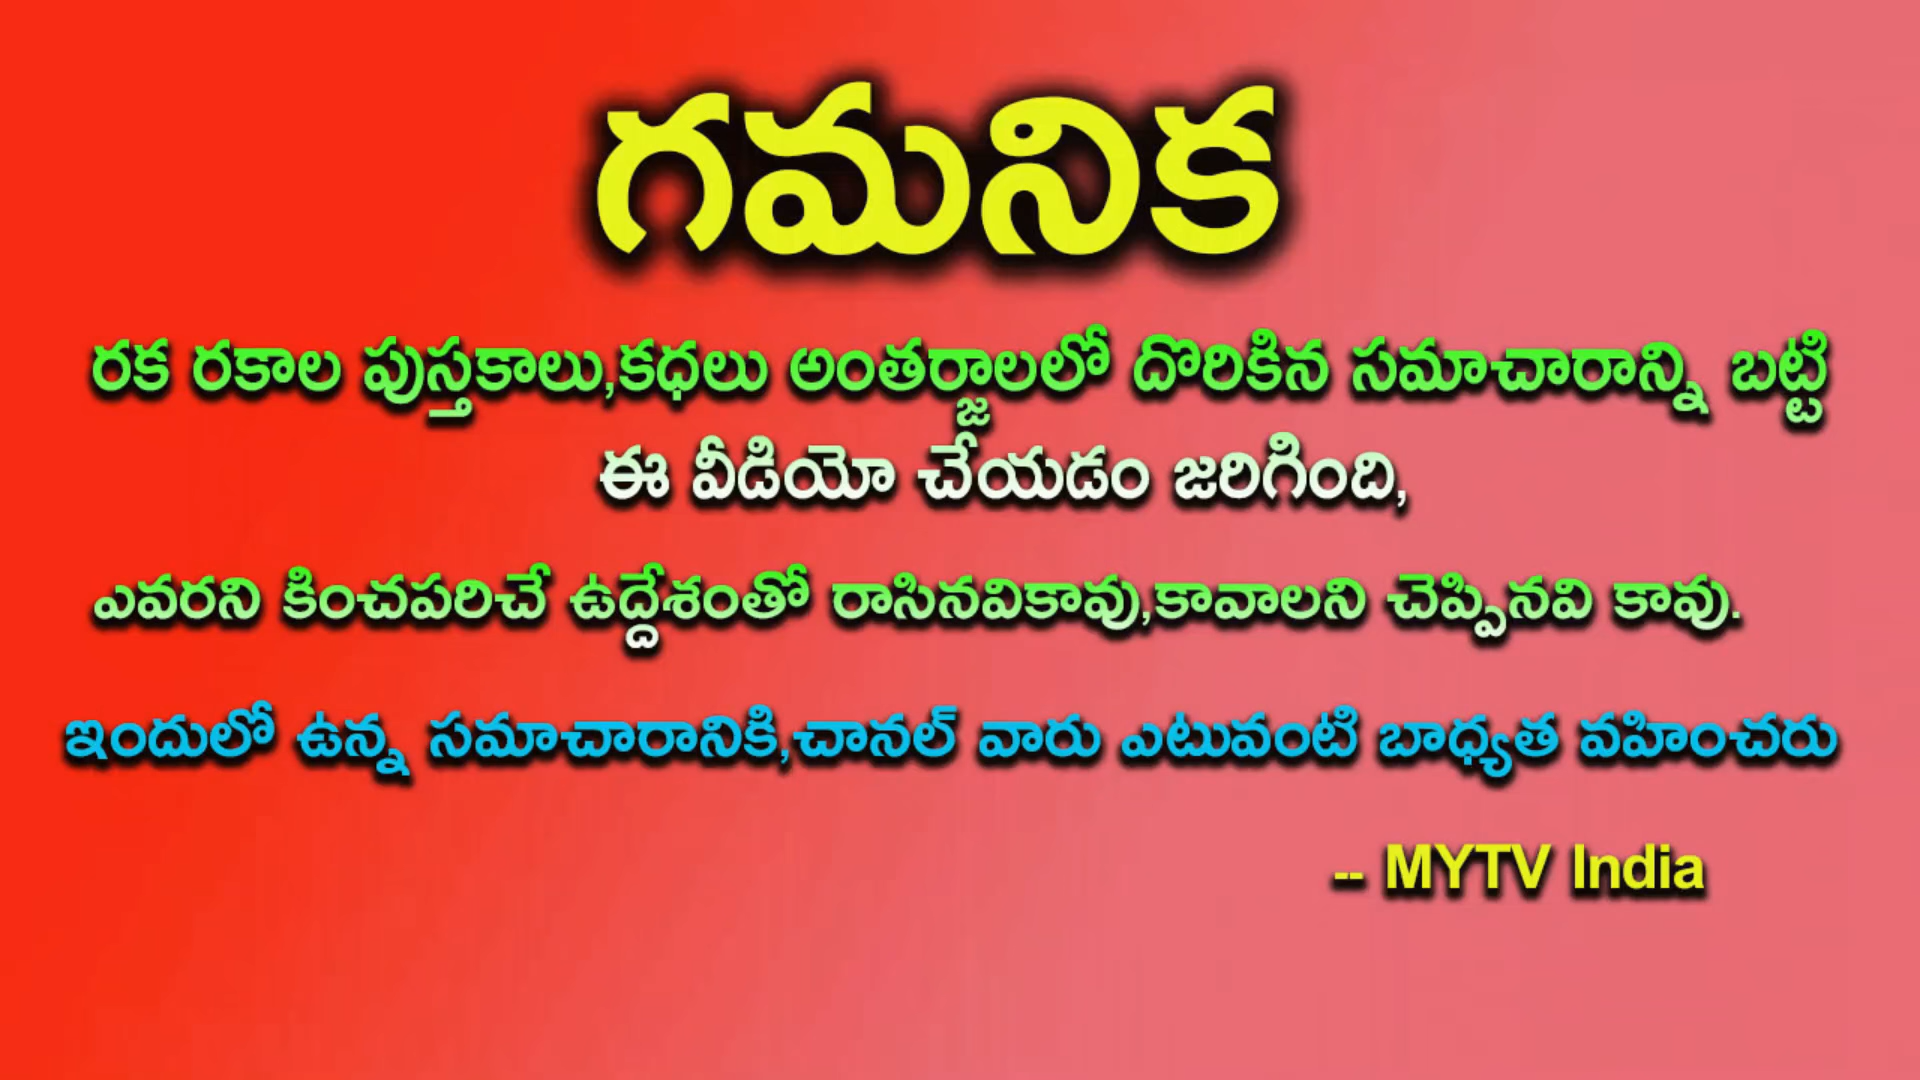 గమనిక
రక రకాల పుస్తకాలు,కధలు అంతర్జాలలో దొరికిన సమాచారాన్ని బట్టి
ఈ వీడియో చేయడం జరిగింది,
ఎవరని కించపరిచే ఉద్దేశంతో రాసినవికావు,కావాలని చెప్పినవి కావు.
ఇందులో ఉన్న సమాచారానికి,చానల్ వారు ఎటువంటి బాధ్యత వహించరు
-- MYTV India